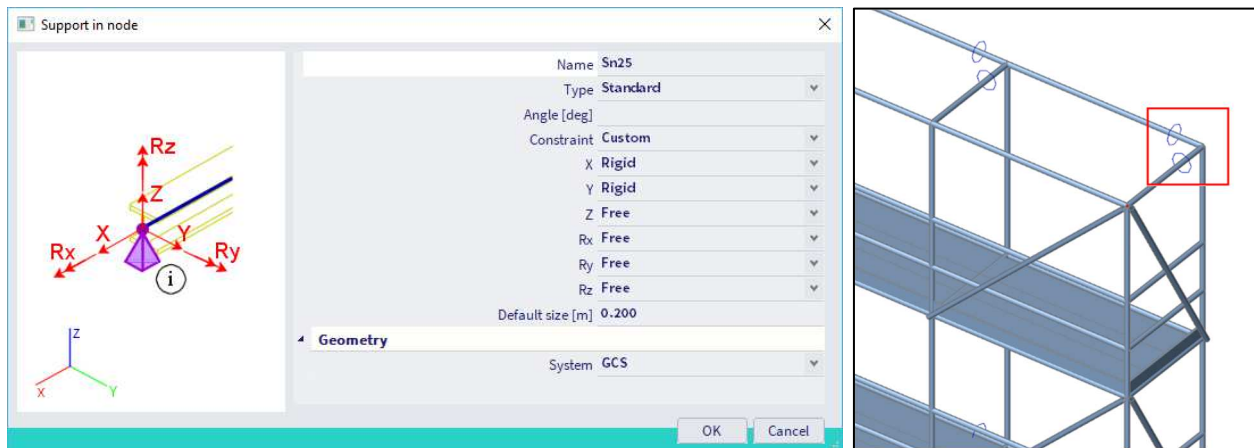 Support in node
Name Sn25
Type Standard
Angle [deg]
Constraint Custom
X Rigid
Y Rigid
Z Free
Rx Free
Ry Free
Rz Free
Default size [m] 0.200
Geometry
System GCS
OK Cancel
Rz
Z
X Y
Rx Ry
i
Z
X Y